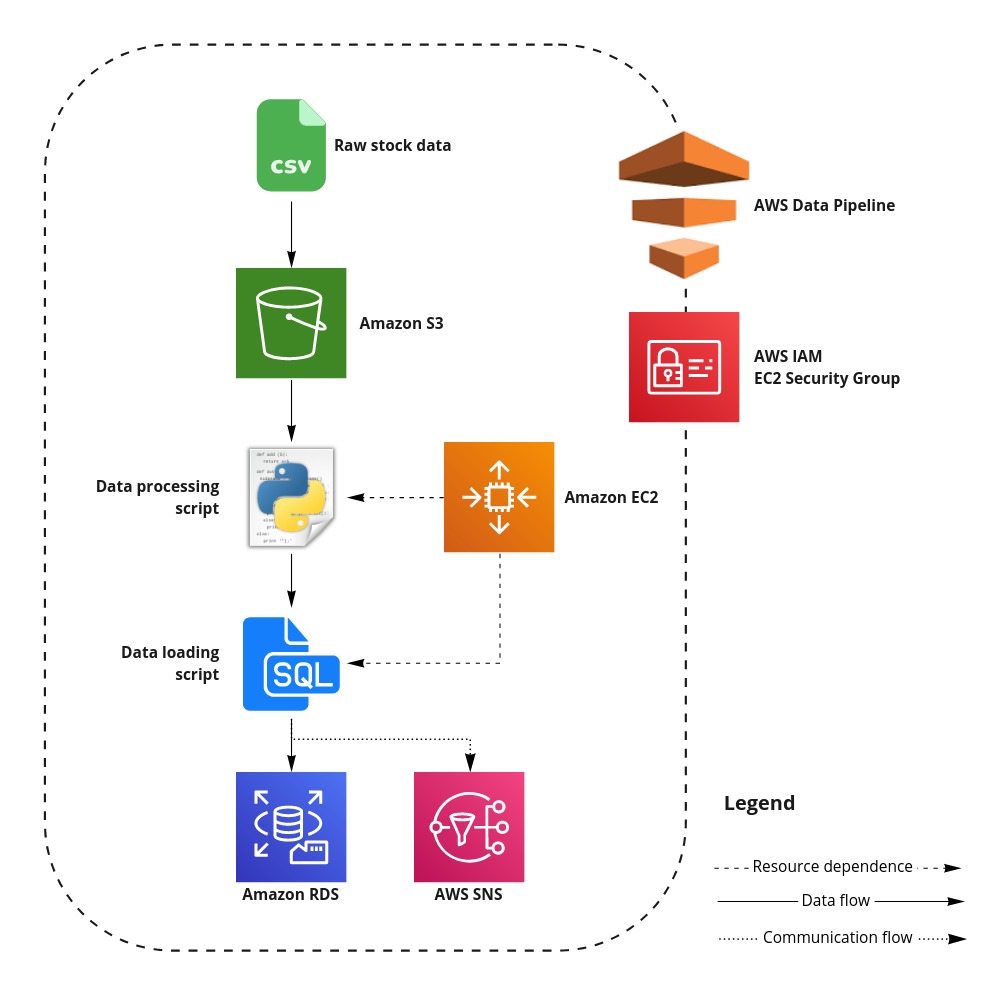 CSV
Raw stock data
AWS Data Pipeline
Amazon S3
AWS IAM
EC2 Security Group
Data processing
script
Amazon EC2
Data loading
script
SQL
Amazon RDS
AWS SNS
Legend
Resource dependence
Data flow
Communication flow